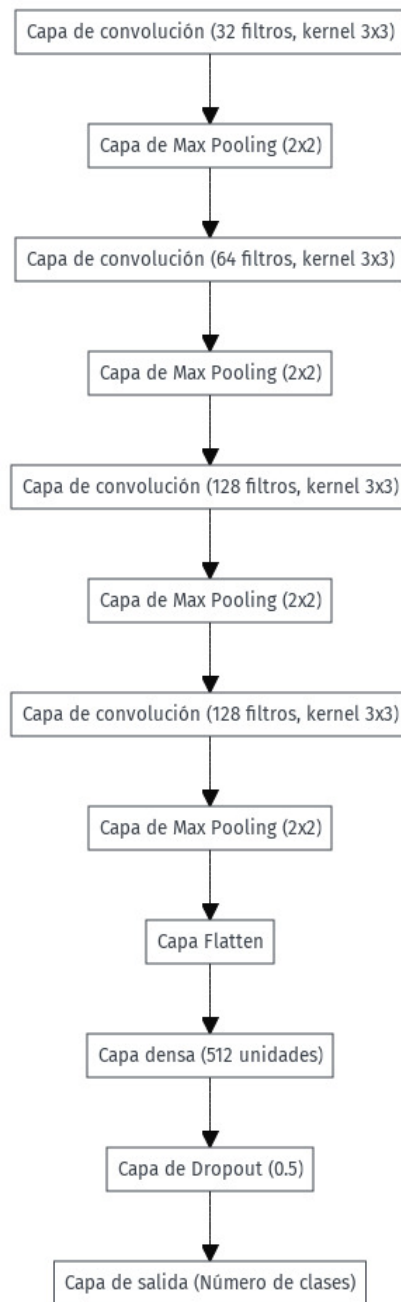 Capa de convolución (32 filtros, kernel 3x3)
Capa de Max Pooling (2x2)
Capa de convolución (64 filtros, kernel 3x3)
Capa de Max Pooling (2x2)
Capa de convolución (128 filtros, kernel 3x3)
Capa de Max Pooling (2x2)
Capa de convolución (128 filtros, kernel 3x3)
Capa de Max Pooling (2x2)
Capa Flatten
Capa densa (512 unidades)
Capa de Dropout (0.5)
Capa de salida (Número de clases)